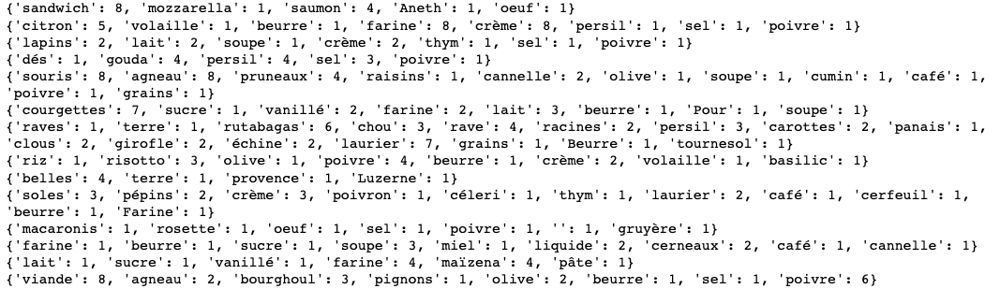 {'sandwich': 8, 'mozzarella': 1, 'saumon': 4, 'Aneth': 1, 'oeuf': 1}
{'citron': 5, 'volaille': 1, 'beurre': 1, 'farine': 8, 'crème': 8, 'persil': 1, 'sel': 1, 'poivre': 1}
{'lapins': 2, 'lait': 2, 'soupe': 1, 'crème': 2, 'thym': 1, 'sel': 1, 'poivre': 1}
{'dés': 1, 'gouda': 4, 'persil': 4, 'sel': 3, 'poivre': 1}
{'souris': 8, 'agneau': 8, 'pruneaux': 4, 'raisins': 1, 'cannelle': 2, 'olive': 1, 'soupe': 1, 'cumin': 1, 'café': 1,
'poivre': 1, 'grains': 1}
{'courgettes': 7, 'sucre': 1, 'vanillé': 2, 'farine': 2, 'lait': 3, 'beurre': 1, 'Pour': 1, 'soupe': 1}
{'raves': 1, 'terre': 1, 'rutabagas': 6, 'chou': 3, 'rave': 4, 'racines': 2, 'persil': 3, 'carottes': 2, 'panais': 1,
'clous': 2, 'girofle': 2, 'échine': 2, 'laurier': 7, 'grains': 1, 'Beurre': 1, 'tournesol': 1}
{'riz': 1, 'risotto': 3, 'olive': 1, 'poivre': 4, 'beurre': 1, 'crème': 2, 'volaille': 1, 'basilic': 1}
{'belles': 4, 'terre': 1, 'provence': 1, 'Luzerne': 1}
{'soles': 3, 'pépins': 2, 'crème': 3, 'poivron': 1, 'céleri': 1, 'thym': 1, 'laurier': 2, 'café': 1, 'cerfeuil': 1,
'beurre': 1, 'Farine': 1}
{'macaronis': 1, 'rosette': 1, 'oeuf': 1, 'sel': 1, 'poivre': 1, '': 1, 'gruyère': 1}
{'farine': 1, 'beurre': 1, 'sucre': 1, 'soupe': 3, 'miel': 1, 'liquide': 2, 'cerneaux': 2, 'café': 1, 'cannelle': 1}
{'lait': 1, 'sucre': 1, 'vanillé': 1, 'farine': 4, 'maïzena': 4, 'pâte': 1}
{'viande': 8, 'agneau': 2, 'bourghoul': 3, 'pignons': 1, 'olive': 2, 'beurre': 1, 'sel': 1, 'poivre': 6}